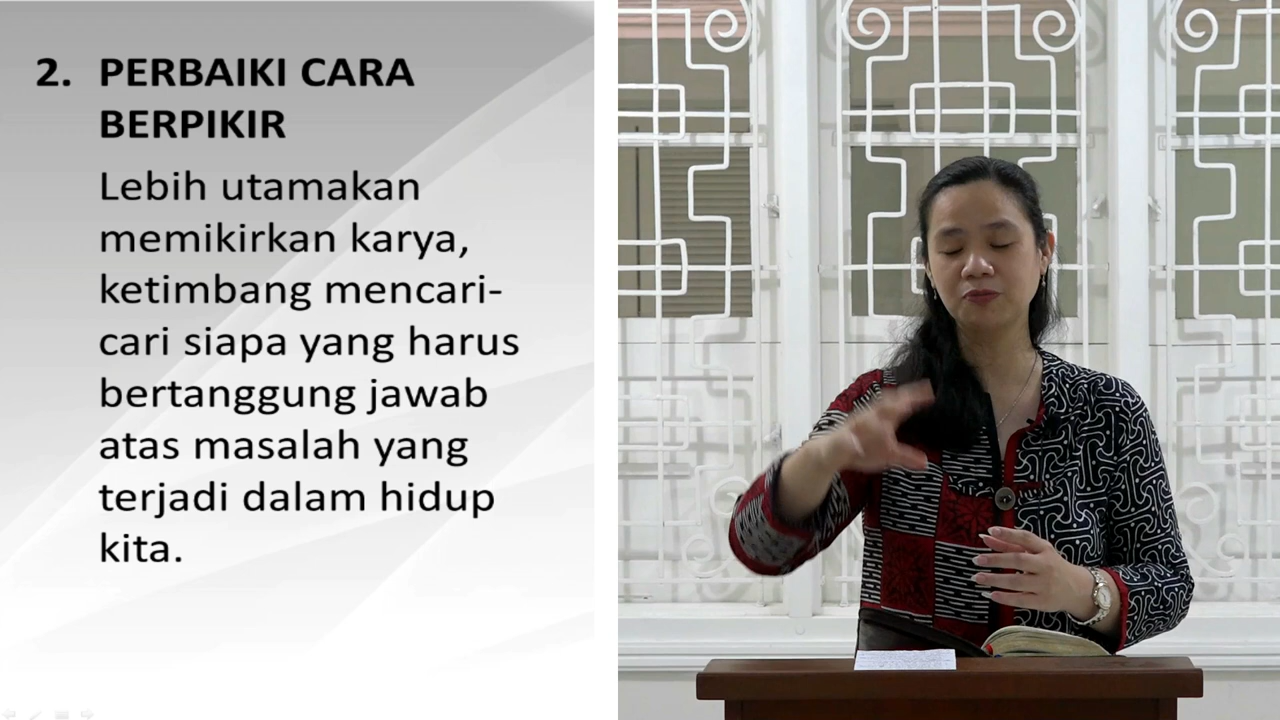 2. PERBAIKI CARA
BERPIKIR
Lebih utamakan
memikirkan karya,
ketimbang mencari-
cari siapa yang harus
bertanggung jawab
atas masalah yang
terjadi dalam hidup
kita.